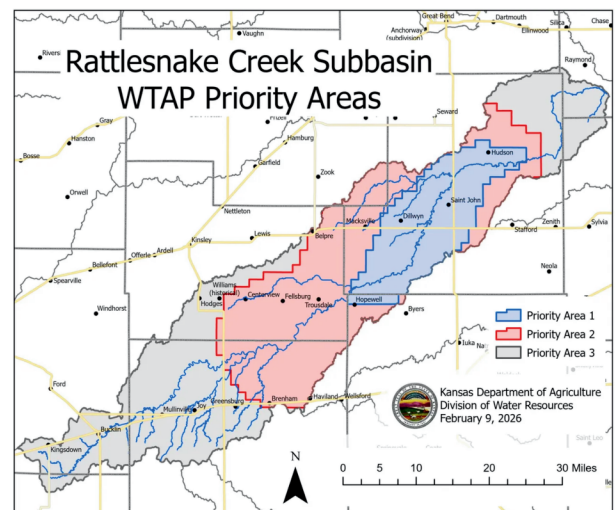 Great Bend
Dartmouth
Silica
Chase
Anchorway
(subdivision)
Ellinwood
Vaughn
Rattlesnake Creek Subbasin
WTAP Priority Areas
Raymond
Gray
Seward
Hanston
Hamburg
Bosse
Hudson
Garfield
Zook
Orwell
Saint John
Nettleton
Dillwyn
Macksville
Stafford
Zenith
Sylvia
Lewis
Belpre
Kinsley
Ardell
Offerle
Bellefont
Neola
Spearville
Williams
(historical)
Hodges
Centerview
Fellsburg
Trousdale
Hopewell
Windhorst
Byers
Priority Area 1
Priority Area 2
Priority Area 3
Iuka
Ford
Haviland
Wellsford
Brenham
Greensburg
Joy
Mullinville
Kansas Department of Agriculture
Division of Water Resources
February 9, 2026
Bucklin
Kingsdown
Saint Leo
N
0 5 10 20 30 Miles